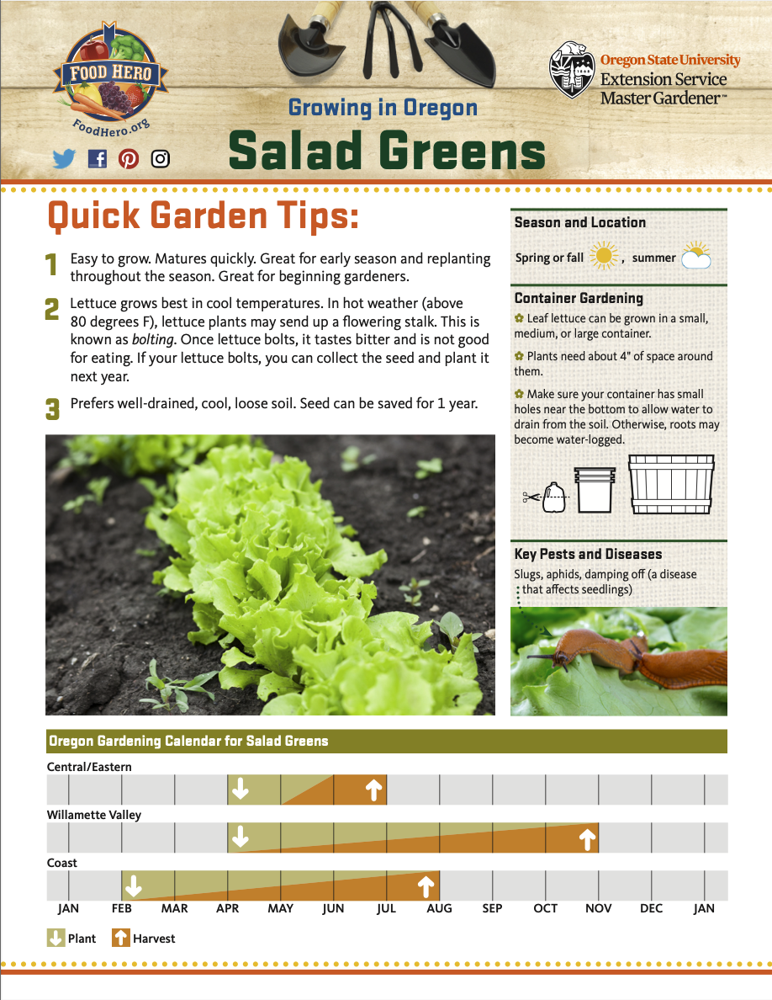 FOOD HERO
FoodHero.org
Growing in Oregon
Salad Greens
1868
Oregon State University
Extension Service
Master Gardener™
Quick Garden Tips:
1 Easy to grow. Matures quickly. Great for early season and replanting
throughout the season. Great for beginning gardeners.
2 Lettuce grows best in cool temperatures. In hot weather (above
80 degrees F), lettuce plants may send up a flowering stalk. This is
known as bolting. Once lettuce bolts, it tastes bitter and is not good
for eating. If your lettuce bolts, you can collect the seed and plant it
next year.
3 Prefers well-drained, cool, loose soil. Seed can be saved for 1 year.
Season and Location
Spring or fall , summer
Container Gardening
Leaf lettuce can be grown in a small,
medium, or large container.
Plants need about 4" of space around
them.
Make sure your container has small
holes near the bottom to allow water to
drain from the soil. Otherwise, roots may
become water-logged.
Key Pests and Diseases
Slugs, aphids, damping off (a disease
that affects seedlings)
Oregon Gardening Calendar for Salad Greens
Central/Eastern
Willamette Valley
Coast
JAN FEB MAR APR MAY JUN JUL AUG SEP OCT NOV DEC JAN
Plant Harvest